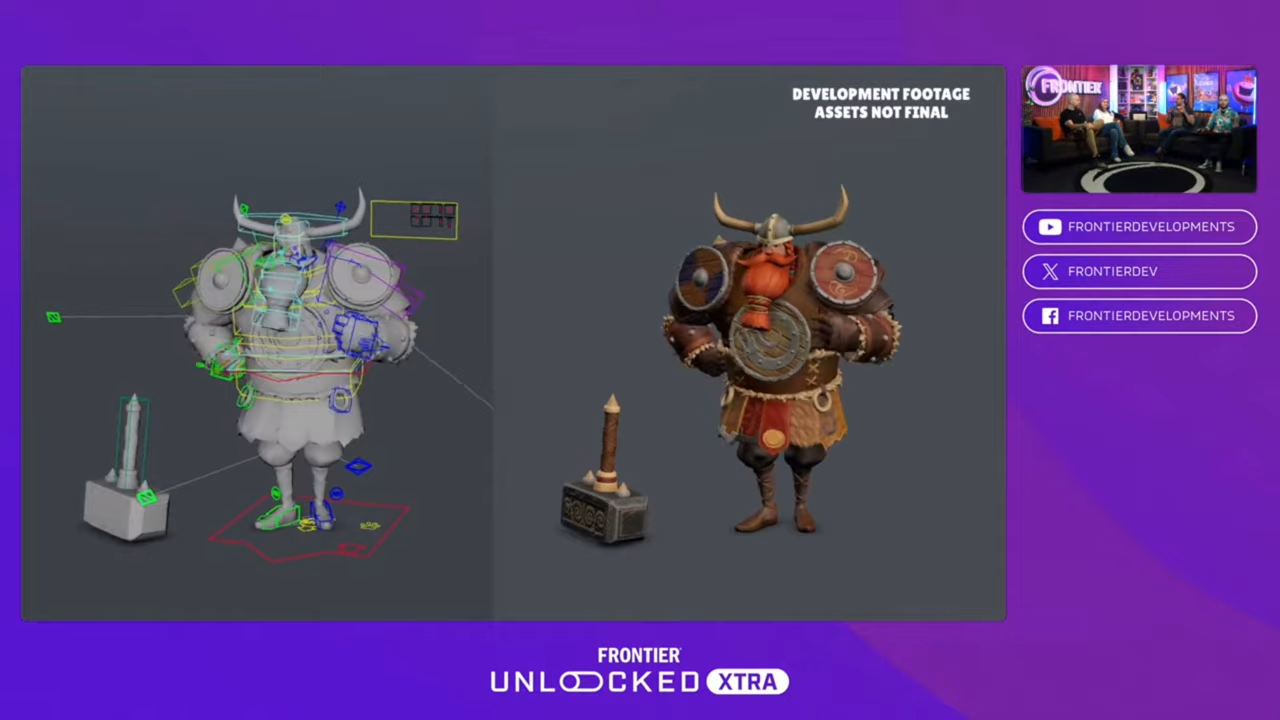 DEVELOPMENT FOOTAGE
ASSETS NOT FINAL
FRONTIER
FRONTIERDEVELOPMENTS
FRONTIERDEV
FRONTIERDEVELOPMENTS
FRONTIER
UNLOCKED XTRA